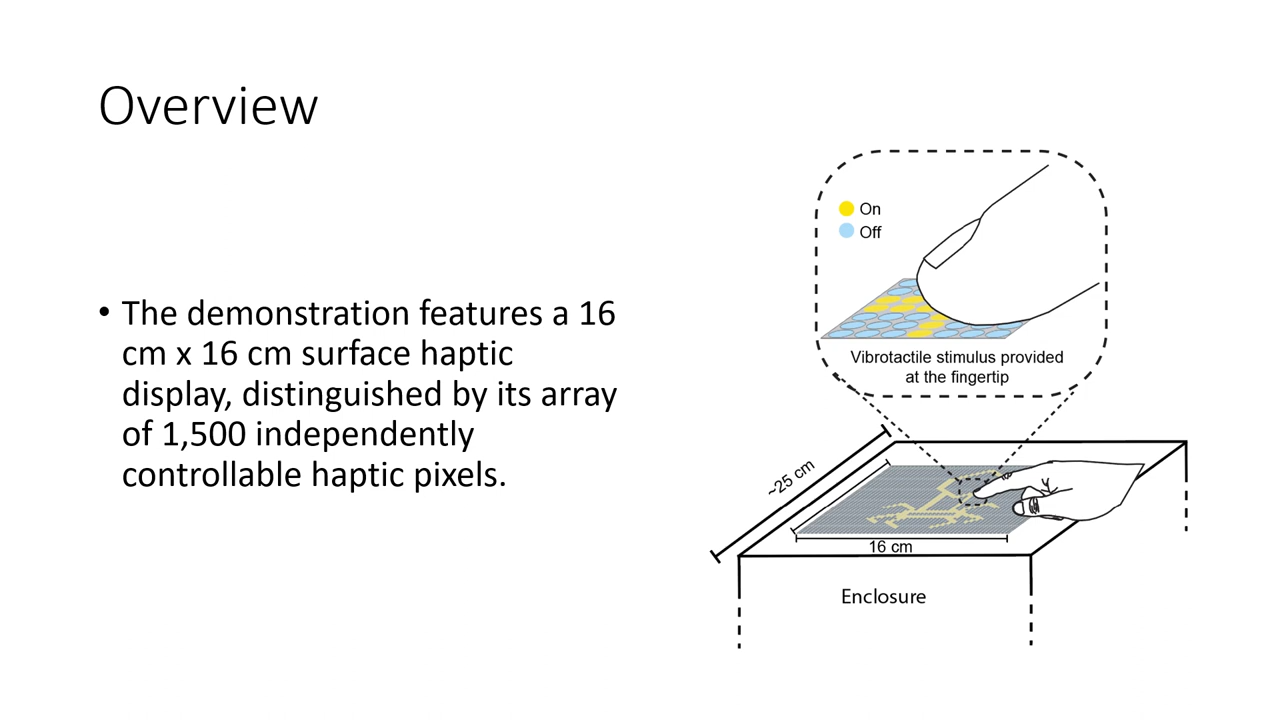 Overview
• The demonstration features a 16
cm x 16 cm surface haptic
display, distinguished by its array
of 1,500 independently
controllable haptic pixels.
On
Off
Vibrotactile stimulus provided
at the fingertip
~25 cm
16 cm
Enclosure